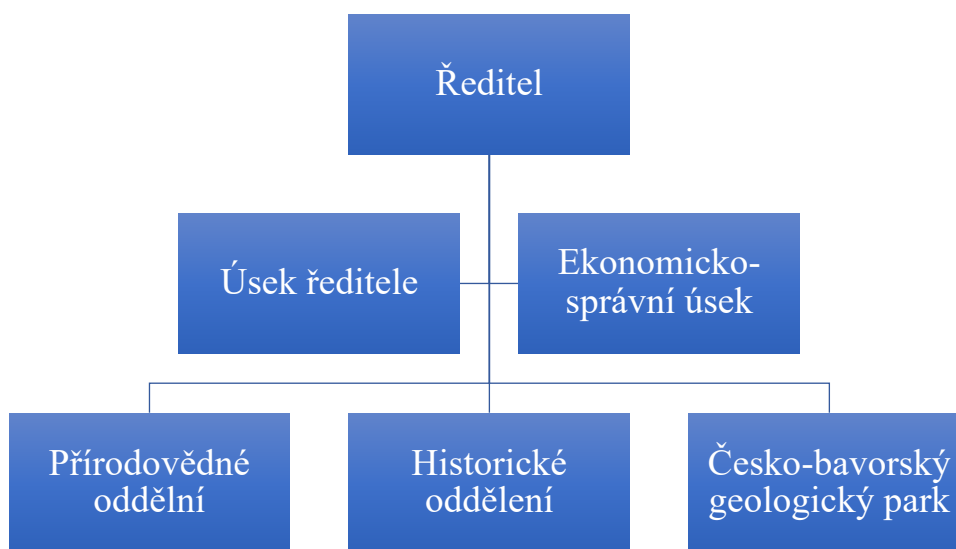 Ředitel
Úsek ředitele
Ekonomicko-
správní úsek
Přírodovědné
oddělní
Historické
oddělení
Česko-bavorský
geologický park